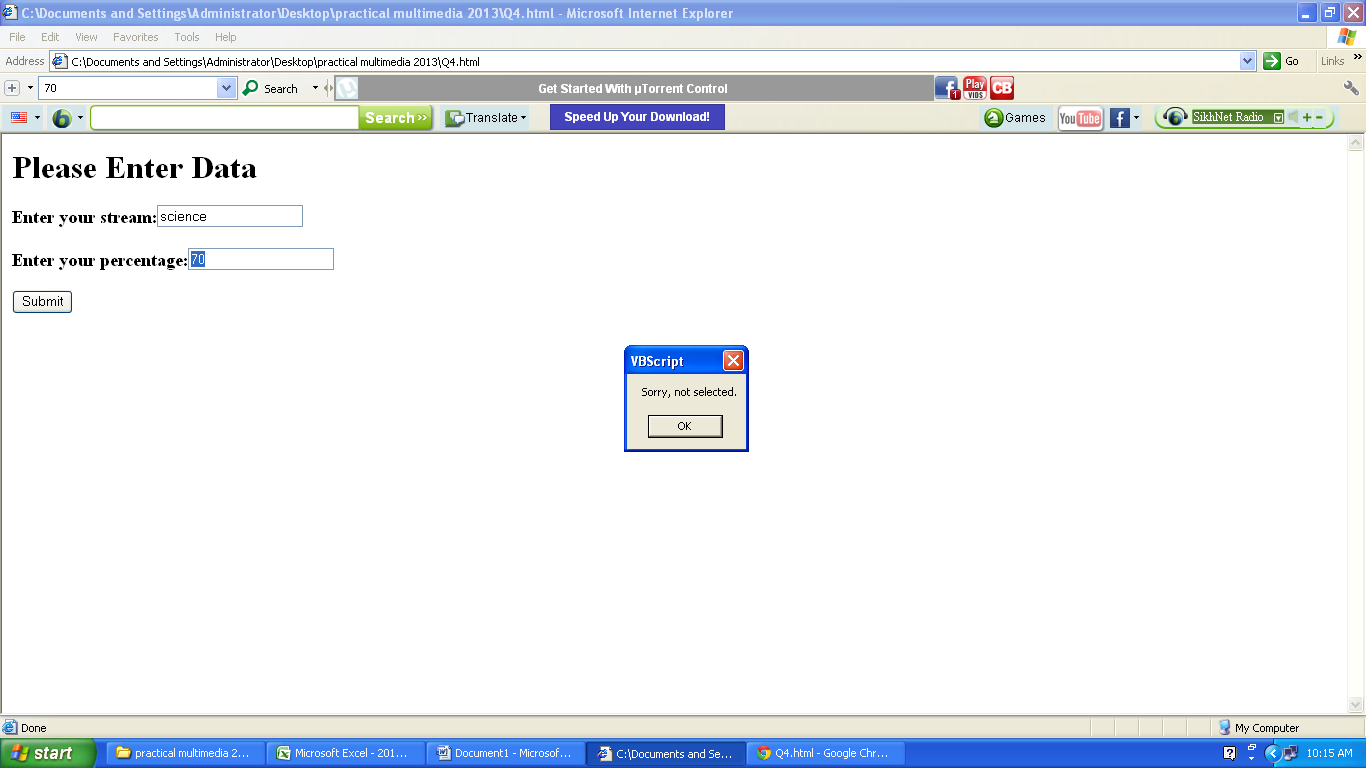 C:\Documents and Settings\Administrator\Desktop\practical multimedia 2013\Q4.html - Microsoft Internet Explorer
File Edit View Favorites Tools Help
Address C:\Documents and Settings\Administrator\Desktop\practical multimedia 2013\Q4.html Go Links »
70 Search Get Started With µTorrent Control f 1 Play VIDS CB
Search >> Translate Speed Up Your Download! Games YouTube f SikhNet Radio + -
Please Enter Data
Enter your stream: science
Enter your percentage: 70
Submit
VBScript
Sorry, not selected.
OK
Done My Computer
start practical multimedia 2... Microsoft Excel - 201... Document1 - Microsof... C:\Documents and Se... Q4.html - Google Chr... 10:15 AM